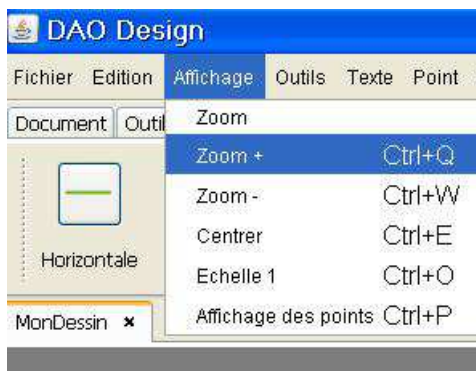 DAO Design
Fichier Edition Affichage Outils Texte Point
Document Outil
Zoom
Zoom + Ctrl+Q
Zoom - Ctrl+W
Centrer Ctrl+E
Echelle 1 Ctrl+O
Affichage des points Ctrl+P
Horizontale
MonDessin ×